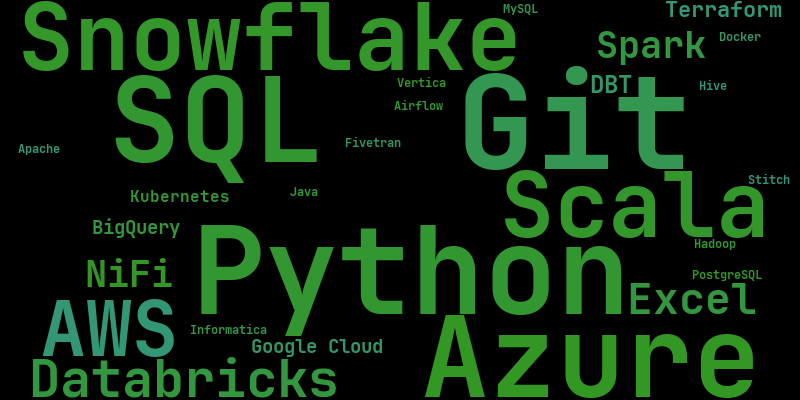 Snowflake
MySQL
Terraform
Spark
Docker
SQL
Git
DBT
Vertica
Hive
Airflow
Fivetran
Apache
Scala
Stitch
Kubernetes
Java
BigQuery
Python
Hadoop
NiFi
PostgreSQL
Excel
AWS
Informatica
Google Cloud
Azure
Databricks